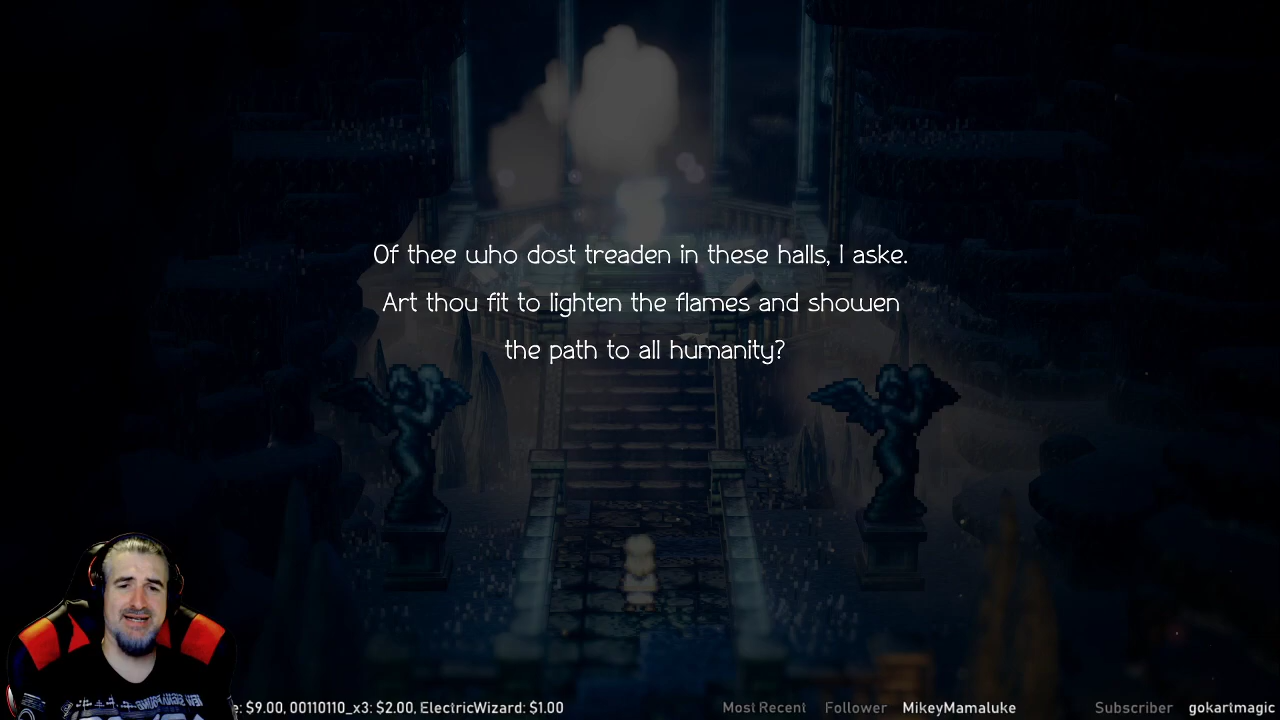 Of thee who dost treaden in these halls, I aske.
Art thou fit to lighten the flames and showen
the path to all humanity?
e: $9.00, 00110110_x3: $2.00, ElectricWizard: $1.00 Most Recent Follower MikeyMamaluke Subscriber gokartmagic